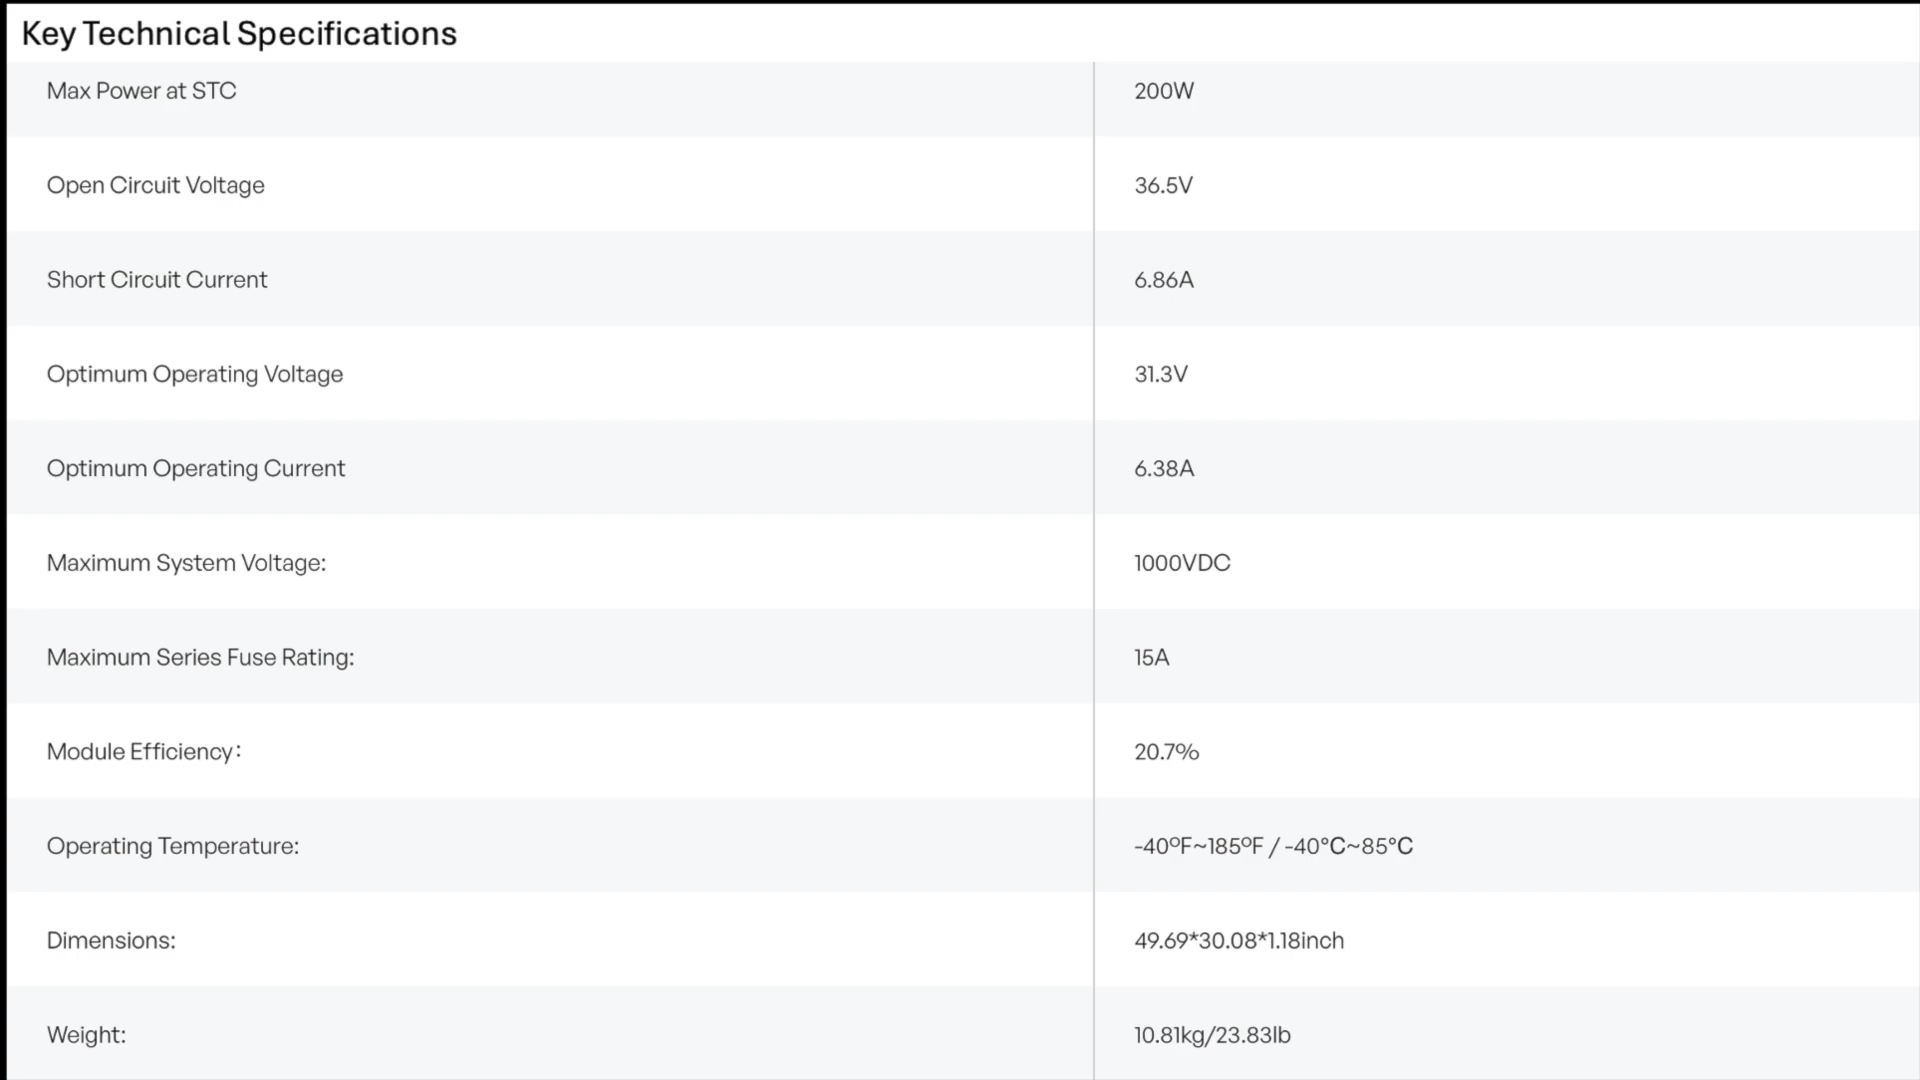 Key Technical Specifications
Max Power at STC 200W
Open Circuit Voltage 36.5V
Short Circuit Current 6.86A
Optimum Operating Voltage 31.3V
Optimum Operating Current 6.38A
Maximum System Voltage: 1000VDC
Maximum Series Fuse Rating: 15A
Module Efficiency: 20.7%
Operating Temperature: -40ºF~185ºF / -40°C~85°C
Dimensions: 49.69*30.08*1.18inch
Weight: 10.81kg/23.83lb